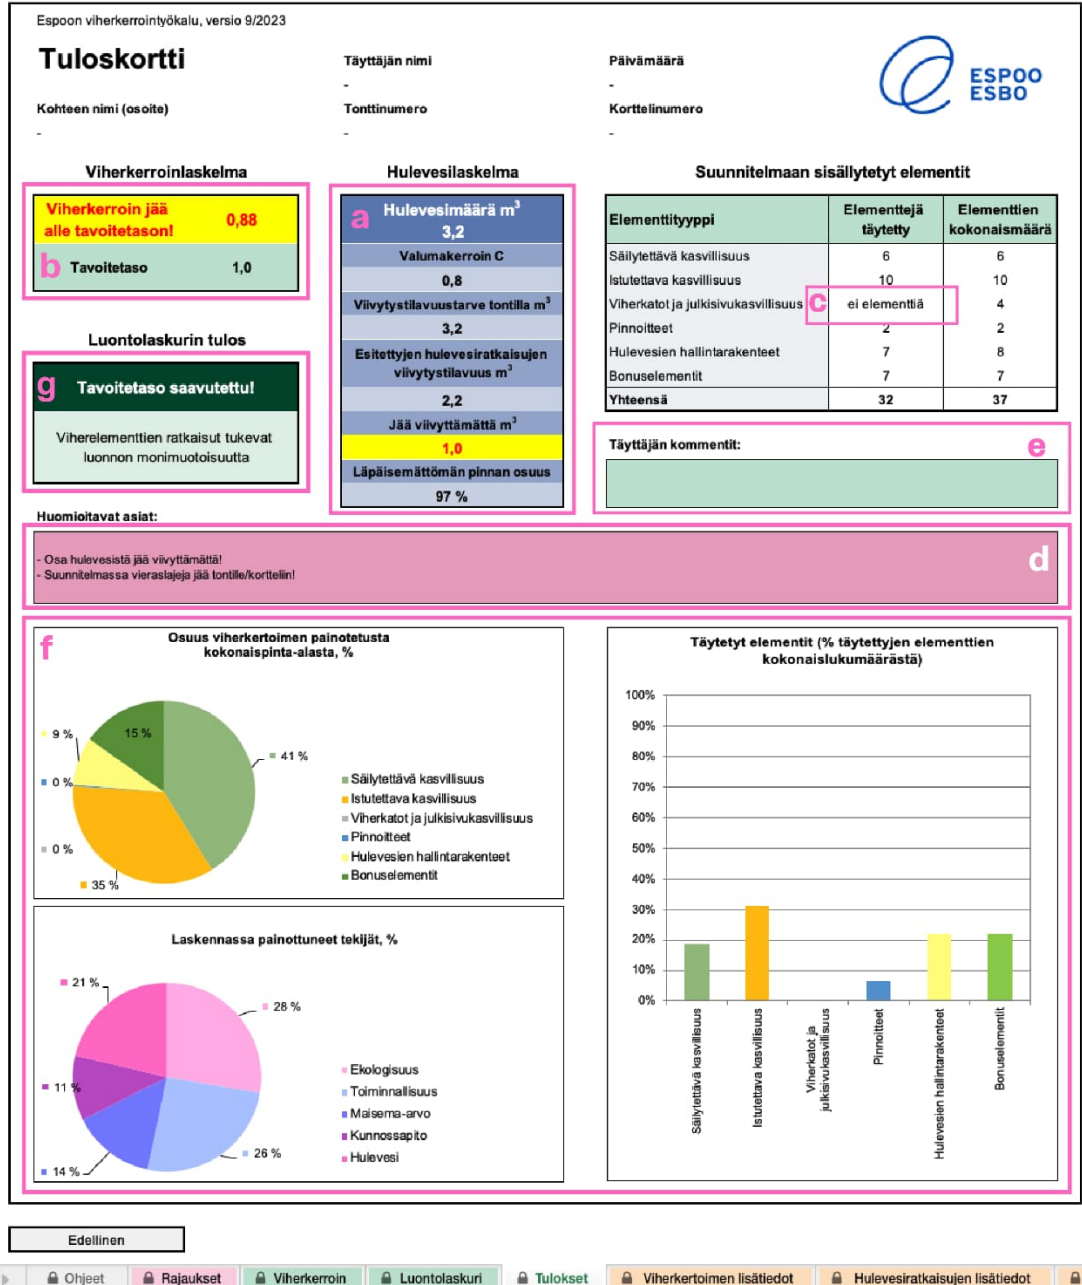 Espoon viherkerrointyökalu, versio 9/2023
Tuloskortti
Täyttäjän nimi
-
Päivämäärä
-
ESPOO
ESBO
Kohteen nimi (osoite)
-
Tonttinumero
-
Korttelinumero
-
Viherkerroinlaskelma
Viherkerroin jää
alle tavoitetason!
0,88
b
Tavoitetaso
1,0
Luontolaskurin tulos
g
Tavoitetaso saavutettu!
Viherelementtien ratkaisut tukevat
luonnon monimuotoisuutta
Hulevesilaskelma
a
Hulevesimäärä m³
3,2
Valumakerroin C
0,8
Viivytystilavuustarve tontilla m³
3,2
Esitettyjen hulevesiratkaisujen
viivytystilavuus m³
2,2
Jää viivyttämättä m³
1,0
Läpäisemättömän pinnan osuus
97 %
Suunnitelmaan sisällytetyt elementit
Elementtityyppi
Elementtejä
täytetty
Elementtien
kokonaismäärä
Säilytettävä kasvillisuus 6 6
Istutettava kasvillisuus 10 10
Viherkatot ja julkisivukasvillisuus c ei elementtiä 4
Pinnoitteet 2 2
Hulevesien hallintarakenteet 7 8
Bonuselementit 7 7
Yhteensä 32 37
Täyttäjän kommentit:
e
Huomioitavat asiat:
- Osa hulevesistä jää viivyttämättä!
- Suunnitelmassa vieraslajeja jää tontille/kortteliin!
d
f
Osuus viherkertoimen painotetusta
kokonaispinta-alasta, %
15 %
9 %
41 %
0 %
0 %
35 %
Säilytettävä kasvillisuus
Istutettava kasvillisuus
Viherkatot ja julkisivukasvillisuus
Pinnoitteet
Hulevesien hallintarakenteet
Bonuselementit
Laskennassa painottuneet tekijät, %
21 %
28 %
11 %
26 %
14 %
Ekologisuus
Toiminnallisuus
Maisema-arvo
Kunnossapito
Hulevesi
Täytetyt elementit (% täytettyjen elementtien
kokonaislukumäärästä)
100%
90%
80%
70%
60%
50%
40%
30%
20%
10%
0%
Säilytettävä kasvillisuus
Istutettava kasvillisuus
Viherkatot ja
julkisivukasvillisuus
Pinnoitteet
Hulevesien hallintarakenteet
Bonuselementit
Edellinen
Ohjeet
Rajaukset
Viherkerroin
Luontolaskuri
Tulokset
Viherkertoimen lisätiedot
Hulevesiratkaisujen lisätiedot